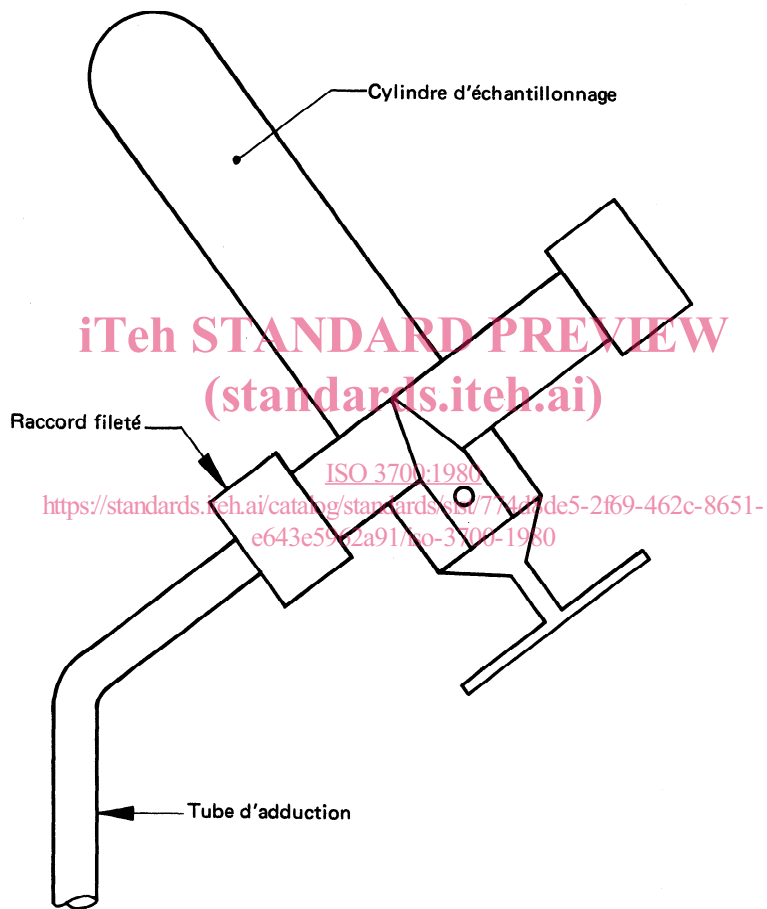 Cylindre d'échantillonnage
iTeh STANDARD PREVIEW
(standards.iteh.ai)
Raccord fileté
ISO 3700:1980
https://standards.iteh.ai/catalog/standards/sist/774d8de5-2f69-462c-8651-
e643e5962a91/iso-3700-1980
Tube d'adduction